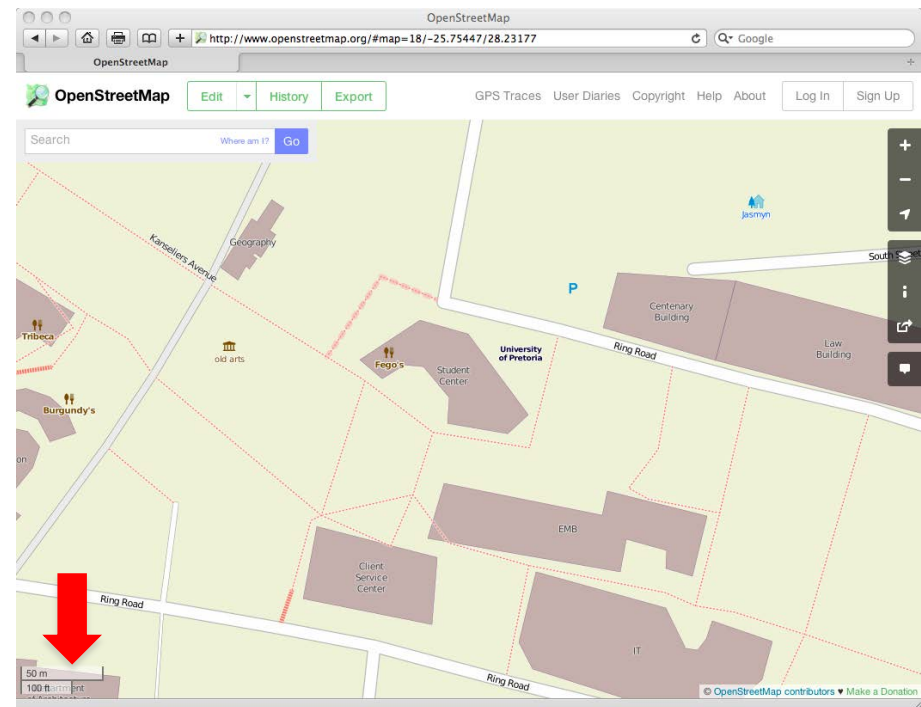 OpenStreetMap
http://www.openstreetmap.org/#map=18/-25.75447/28.23177
Google
OpenStreetMap
OpenStreetMap
Edit
History
Export
GPS Traces
User Diaries
Copyright
Help
About
Log In
Sign Up
Search
Where am I?
Go
Jasmyn
Kanseliers Avenue
Geography
South
P
Centenary
Building
Tribeca
old arts
Fego's
Student
Center
University
of Pretoria
Ring Road
Law
Building
Burgundy's
on
EMB
Client
Service
Center
Ring Road
IT
50 m
100 ft
Ring Road
© OpenStreetMap contributors ♥ Make a Donation